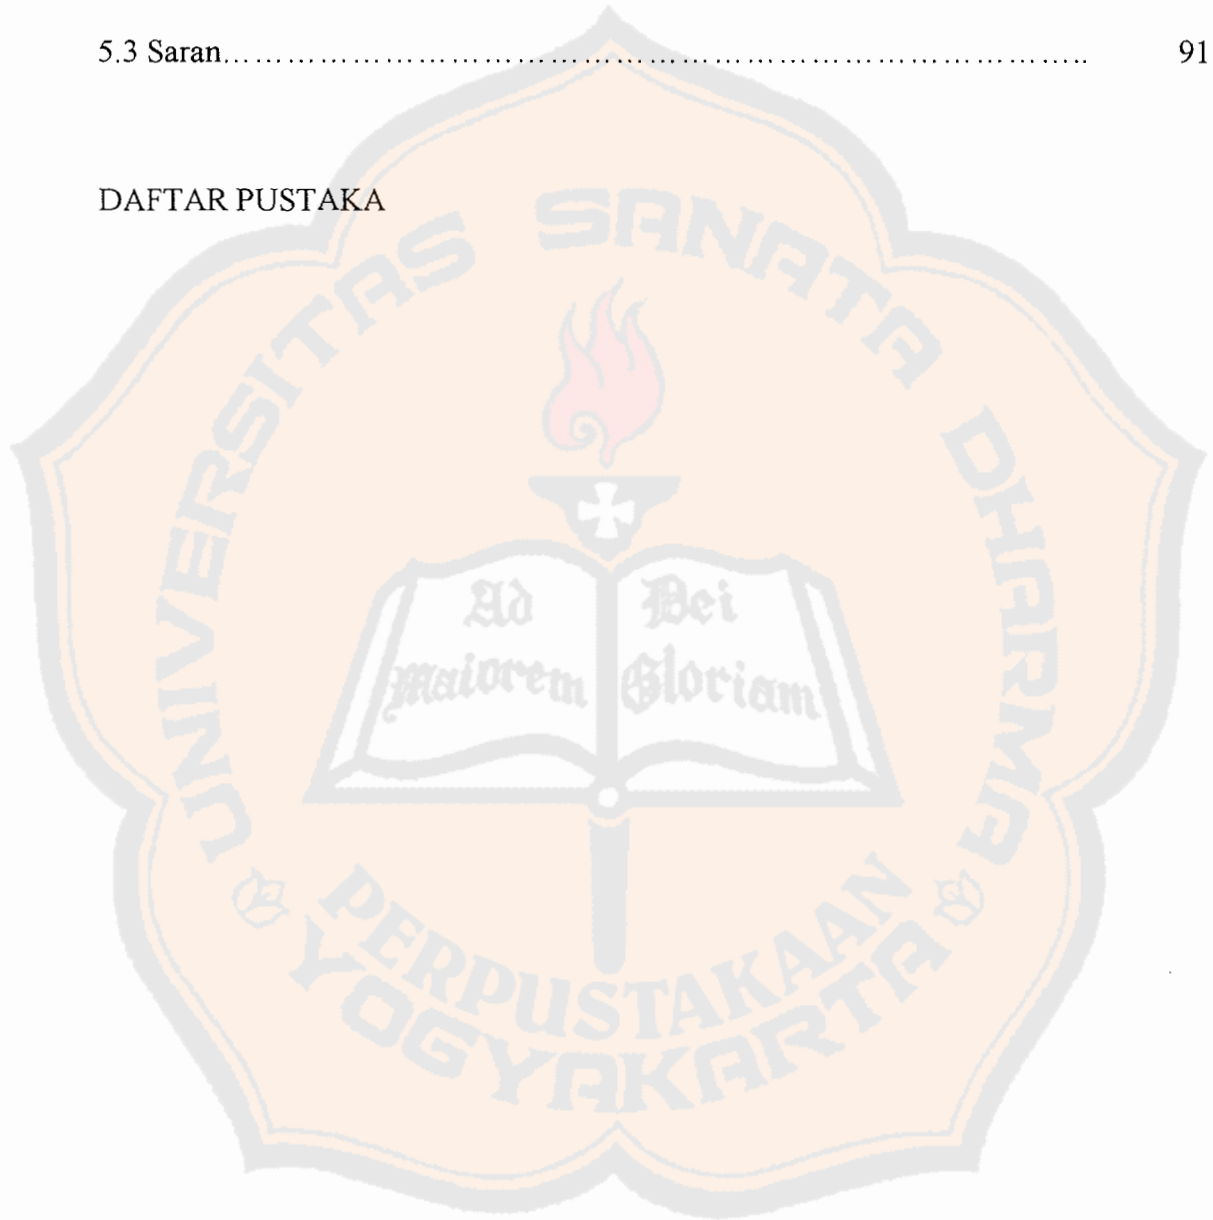 5.3 Saran........................................................................ 91
DAFTAR PUSTAKA
UNIVERSITAS SANATA DHARMA
Ad Dei
Maiorem Gloriam
PERPUSTAKAAN
YOGYAKARTA